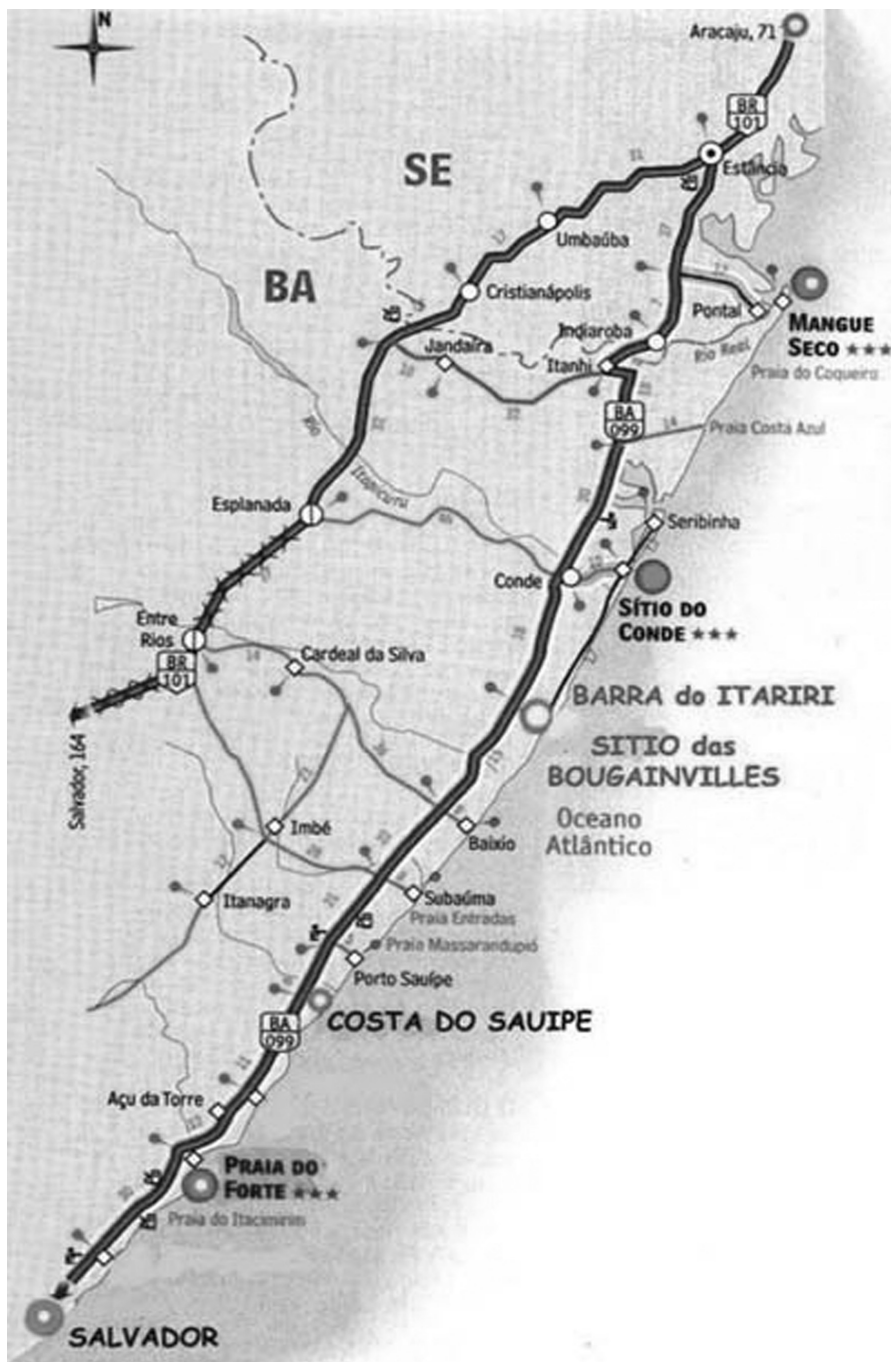 N
Aracaju, 71
BR
101
Estância
SE
Umbaúba
BA
Cristianápolis
Pontal
MANGUE
SECO ★★★
Indiaroba
Jandaíra
Itanhi
Rio Real
Praia do Coqueiro
BA
099
14
Praia Costa Azul
Rio
Itapicuru
Esplanada
Seribinha
Conde
SÍTIO DO
CONDE ★★★
Entre
Rios
14
Cardeal da Silva
BR
101
BARRA do ITARIRI
SITIO das
BOUGAINVILLES
Salvador, 164
Imbé
Baixio
Oceano
Atlântico
Itanagra
Subaúma
Praia Entradas
Praia Massarandupió
Porto Sauípe
COSTA DO SAUIPE
BA
099
Açu da Torre
PRAIA DO
FORTE ★★★
Praia do Itacimirim
SALVADOR